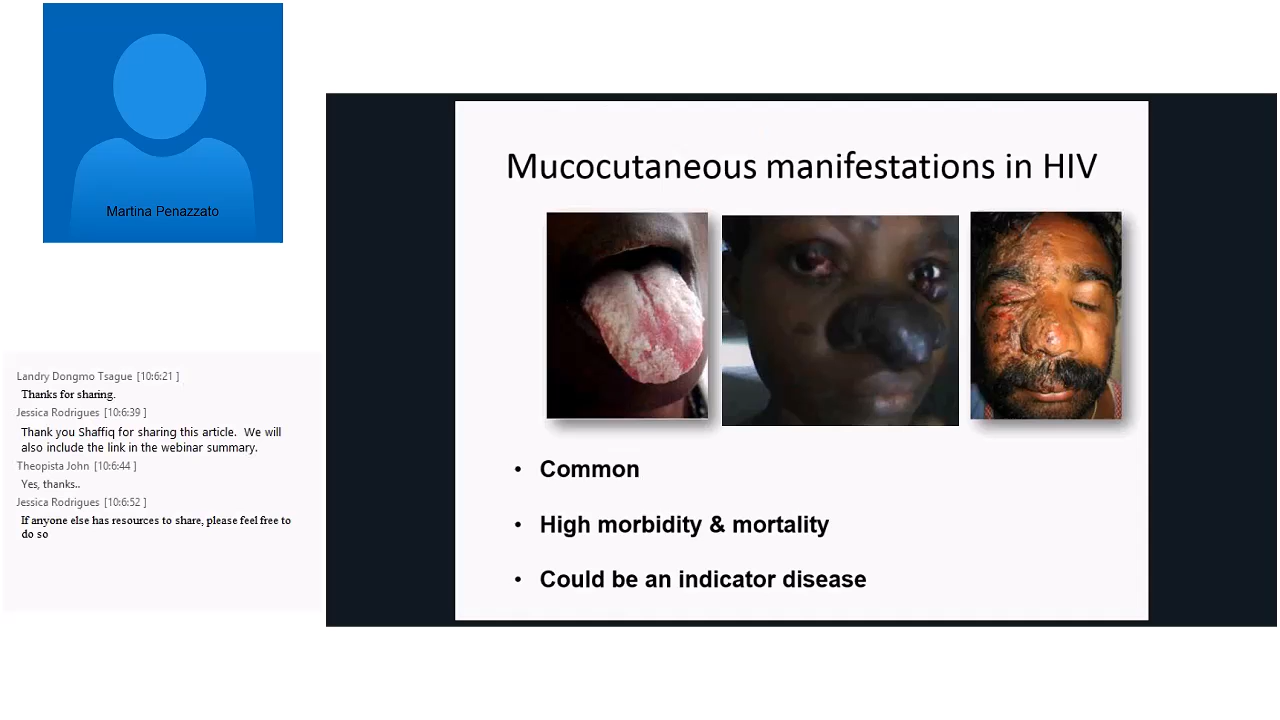 Martina Penazzato
Landry Dongmo Tsague [10:6:21 ]
Thanks for sharing.
Jessica Rodrigues [10:6:39 ]
Thank you Shaffiq for sharing this article.  We will
also include the link in the webinar summary.
Theopista John [10:6:44 ]
Yes, thanks..
Jessica Rodrigues [10:6:52 ]
If anyone else has resources to share, please feel free to
do so
Mucocutaneous manifestations in HIV
• Common
• High morbidity & mortality
• Could be an indicator disease